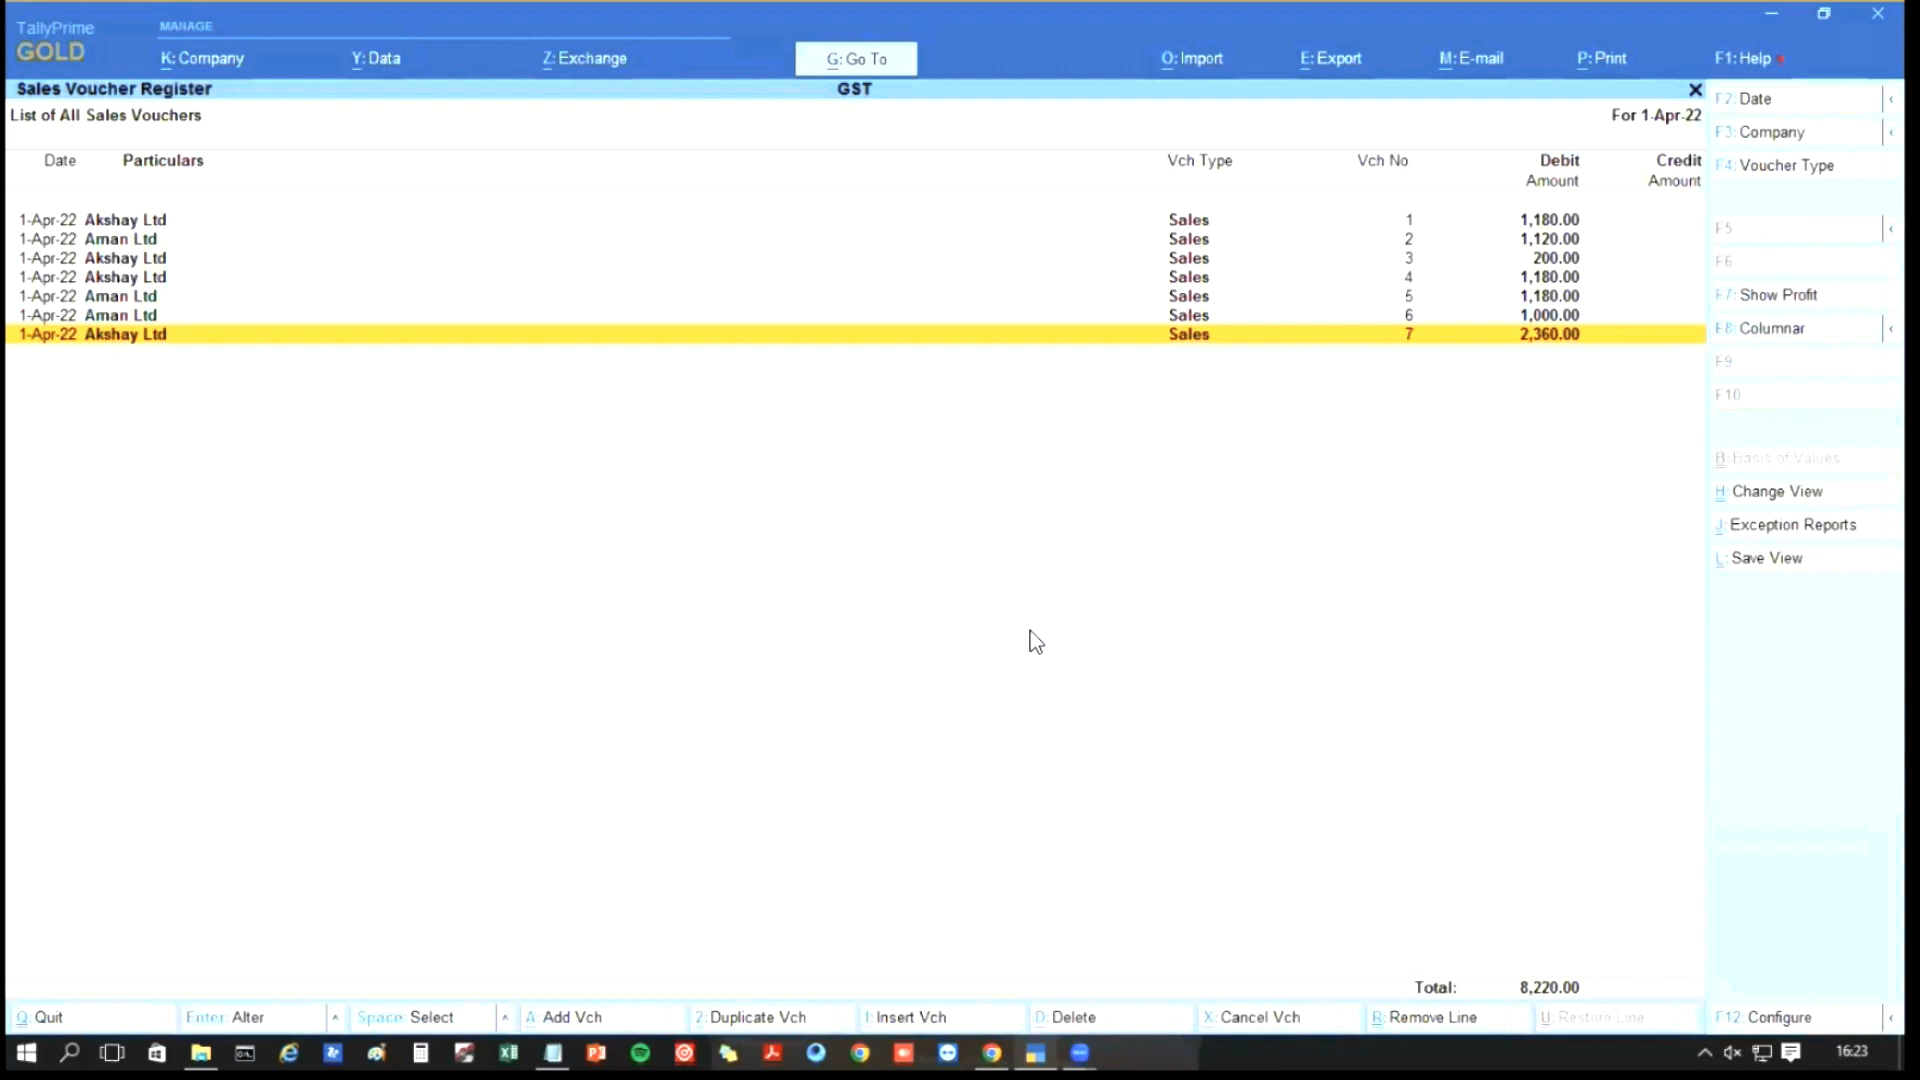 TallyPrime
GOLD
MANAGE
K: Company Y: Data Z: Exchange G: Go To O: Import E: Export M: E-mail P: Print F1: Help
Sales Voucher Register GST
List of All Sales Vouchers For 1-Apr-22
Date Particulars Vch Type Vch No Debit Credit
Amount Amount
1-Apr-22 Akshay Ltd Sales 1 1,180.00
1-Apr-22 Aman Ltd Sales 2 1,120.00
1-Apr-22 Akshay Ltd Sales 3 200.00
1-Apr-22 Akshay Ltd Sales 4 1,180.00
1-Apr-22 Aman Ltd Sales 5 1,180.00
1-Apr-22 Aman Ltd Sales 6 1,000.00
1-Apr-22 Akshay Ltd Sales 7 2,360.00
Total: 8,220.00
F2: Date
F3: Company
F4: Voucher Type
F5
F6
F7: Show Profit
F8: Columnar
F9
F10
B: Basis of Values
H: Change View
J: Exception Reports
L: Save View
Q: Quit Enter: Alter Space: Select A: Add Vch 2: Duplicate Vch I: Insert Vch D: Delete X: Cancel Vch R: Remove Line U: Restore Line F12: Configure
16:23